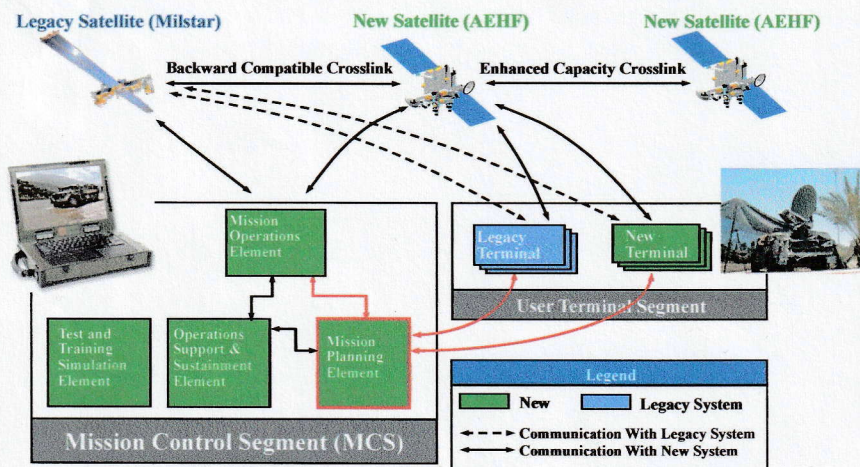 Legacy Satellite (Milstar)
New Satellite (AEHF)
New Satellite (AEHF)
Backward Compatible Crosslink
Enhanced Capacity Crosslink
Mission
Operations
Element
Legacy
Terminal
New
Terminal
User Terminal Segment
Test and
Training
Simulation
Element
Operations
Support &
Sustainment
Element
Mission
Planning
Element
Mission Control Segment (MCS)
Legend
New
Legacy System
Communication With Legacy System
Communication With New System